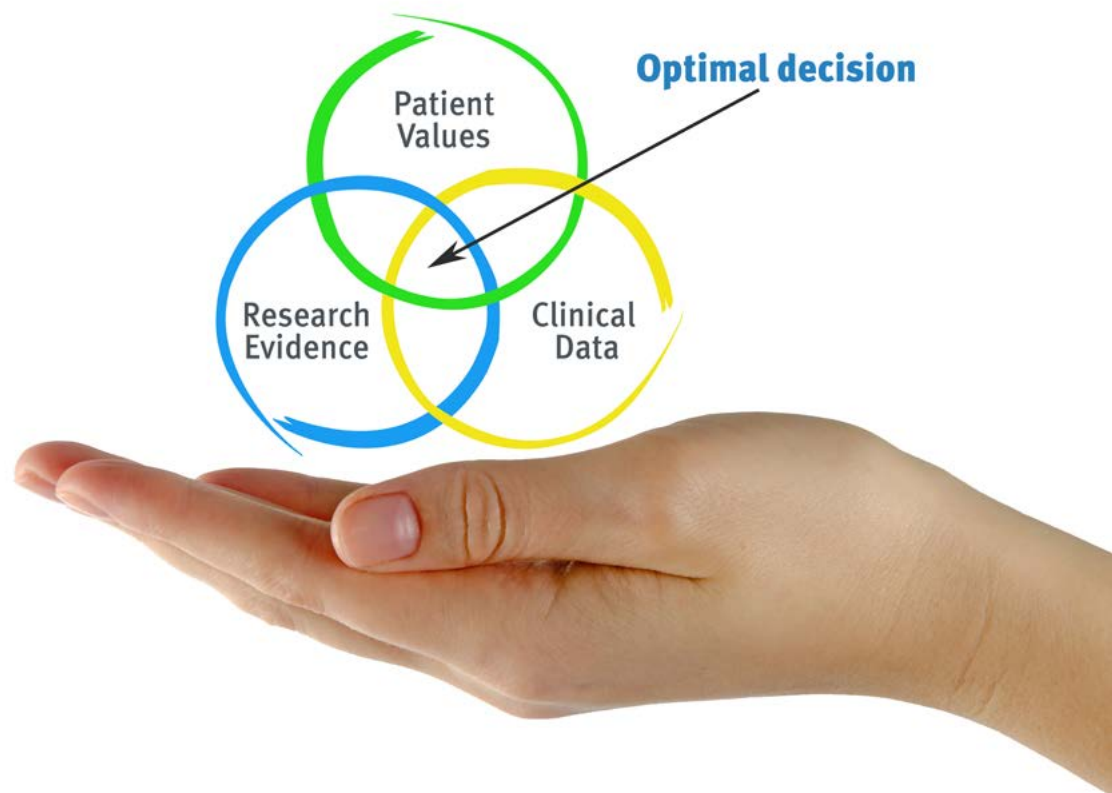 Optimal decision
Patient
Values
Research
Evidence
Clinical
Data